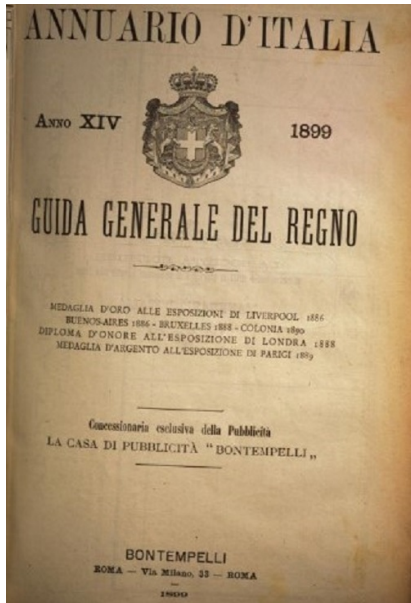 ANNUARIO D'ITALIA
ANNO XIV
1899
GUIDA GENERALE DEL REGNO
MEDAGLIA D'ORO ALLE ESPOSIZIONI DI LIVERPOOL 1886
BUENOS-AIRES 1886 - BRUXELLES 1888 - COLONIA 1890
DIPLOMA D'ONORE ALL'ESPOSIZIONE DI LONDRA 1888
MEDAGLIA D'ARGENTO ALL'ESPOSIZIONE DI PARIGI 1889
Concessionaria esclusiva della Pubblicità
LA CASA DI PUBBLICITÀ "BONTEMPELLI„
BONTEMPELLI
ROMA — Via Milano, 33 — ROMA
1899